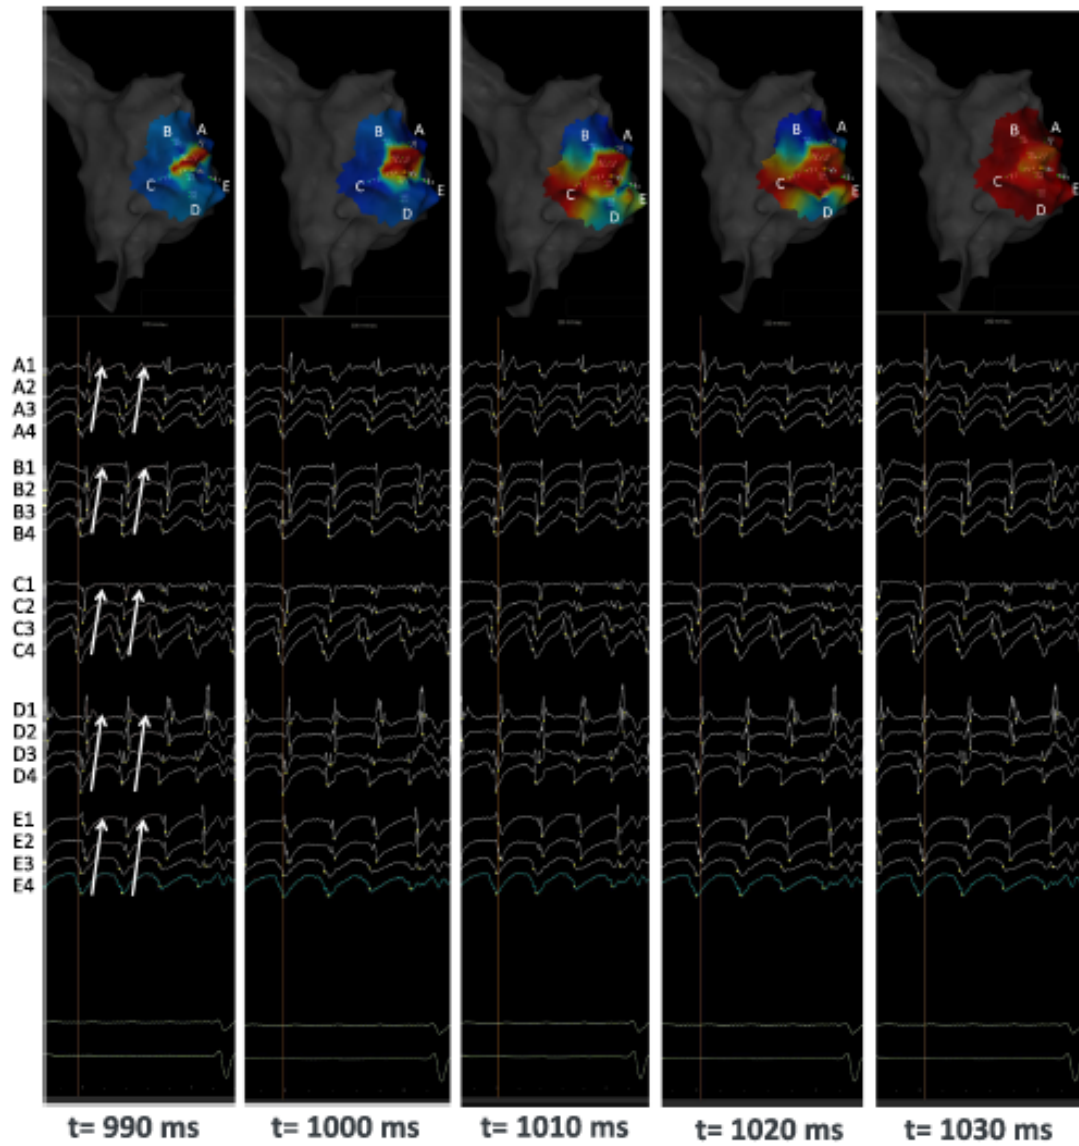 B A
C E
D
B A
C E
D
B A
C E
D
B A
C E
D
B A
C E
D
A1
A2
A3
A4
B1
B2
B3
B4
C1
C2
C3
C4
D1
D2
D3
D4
E1
E2
E3
E4
t= 990 ms t= 1000 ms t= 1010 ms t= 1020 ms t= 1030 ms